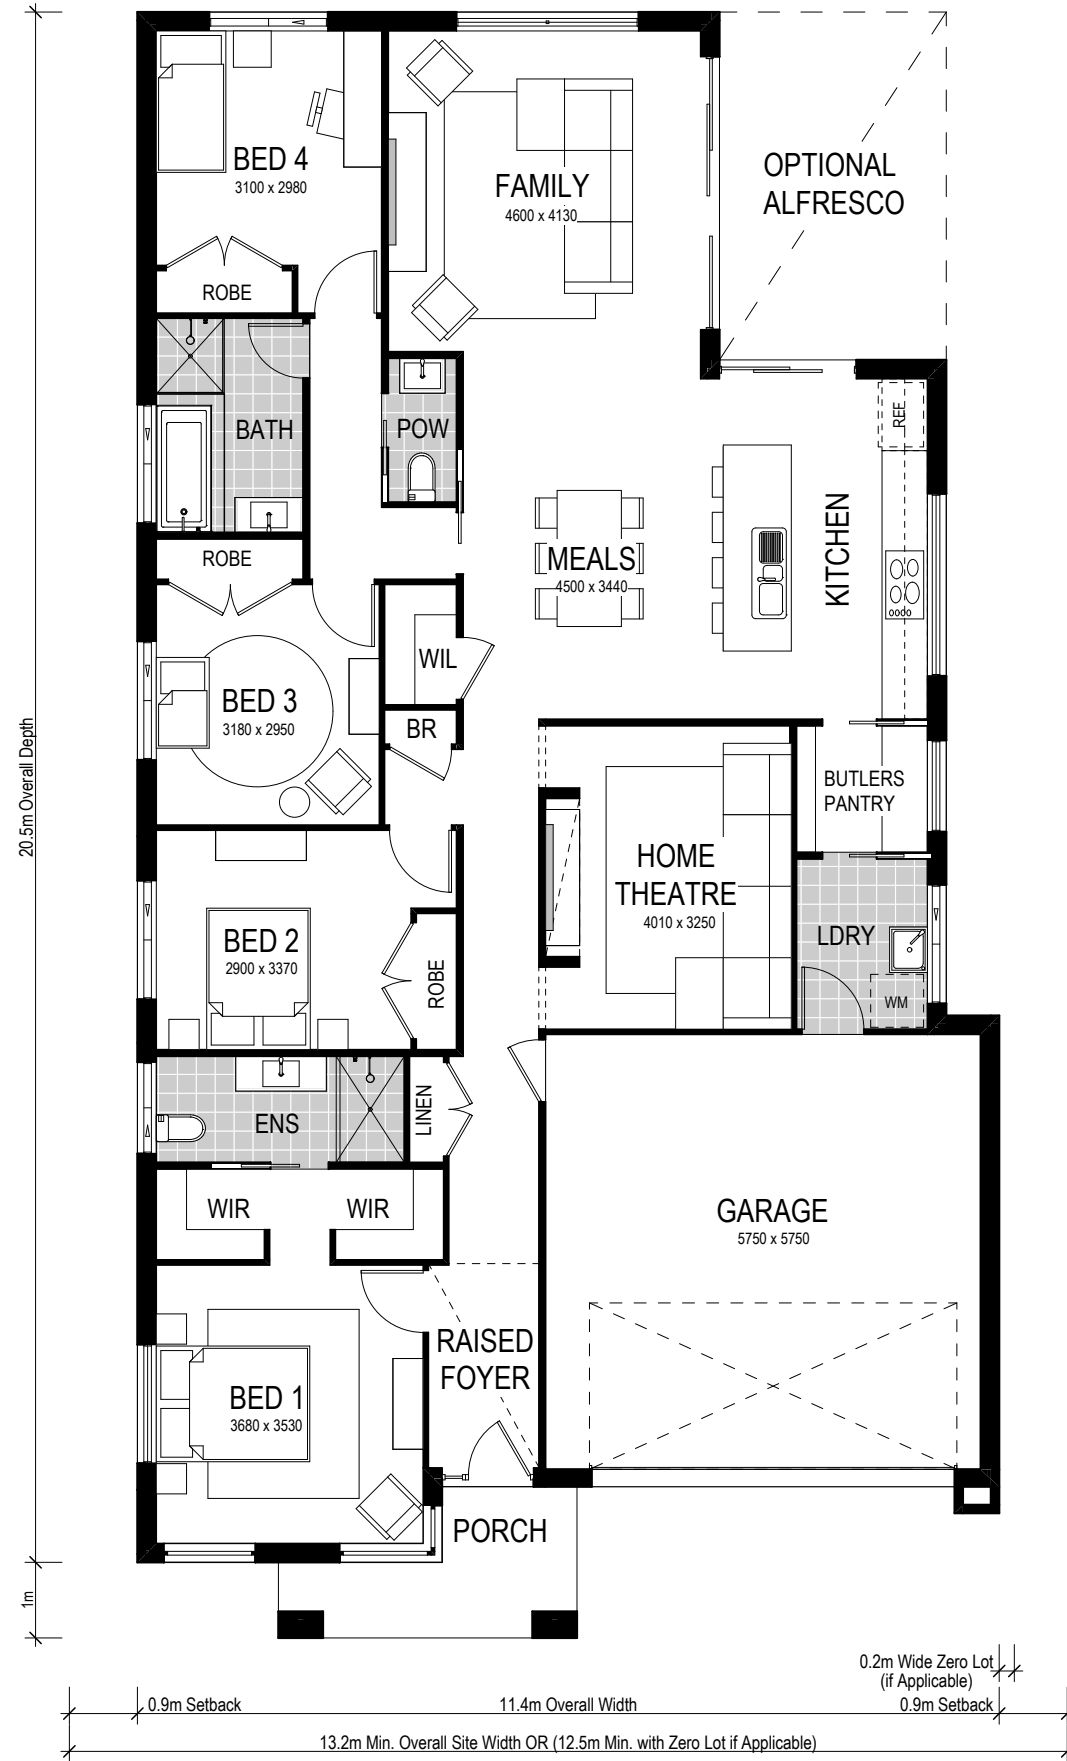 BED 4
3100 x 2980
FAMILY
4600 x 4130
OPTIONAL
ALFRESCO
ROBE
BATH
POW
REF
KITCHEN
ROBE
MEALS
4500 x 3440
WIL
BED 3
3180 x 2950
BR
BUTLERS
PANTRY
20.5m Overall Depth
HOME
THEATRE
4010 x 3250
BED 2
2900 x 3370
ROBE
LDRY
WM
LINEN
ENS
WIR
WIR
GARAGE
5750 x 5750
RAISED
FOYER
BED 1
3680 x 3530
PORCH
1m
0.2m Wide Zero Lot
(if Applicable)
0.9m Setback
11.4m Overall Width
0.9m Setback
13.2m Min. Overall Site Width OR (12.5m Min. with Zero Lot if Applicable)